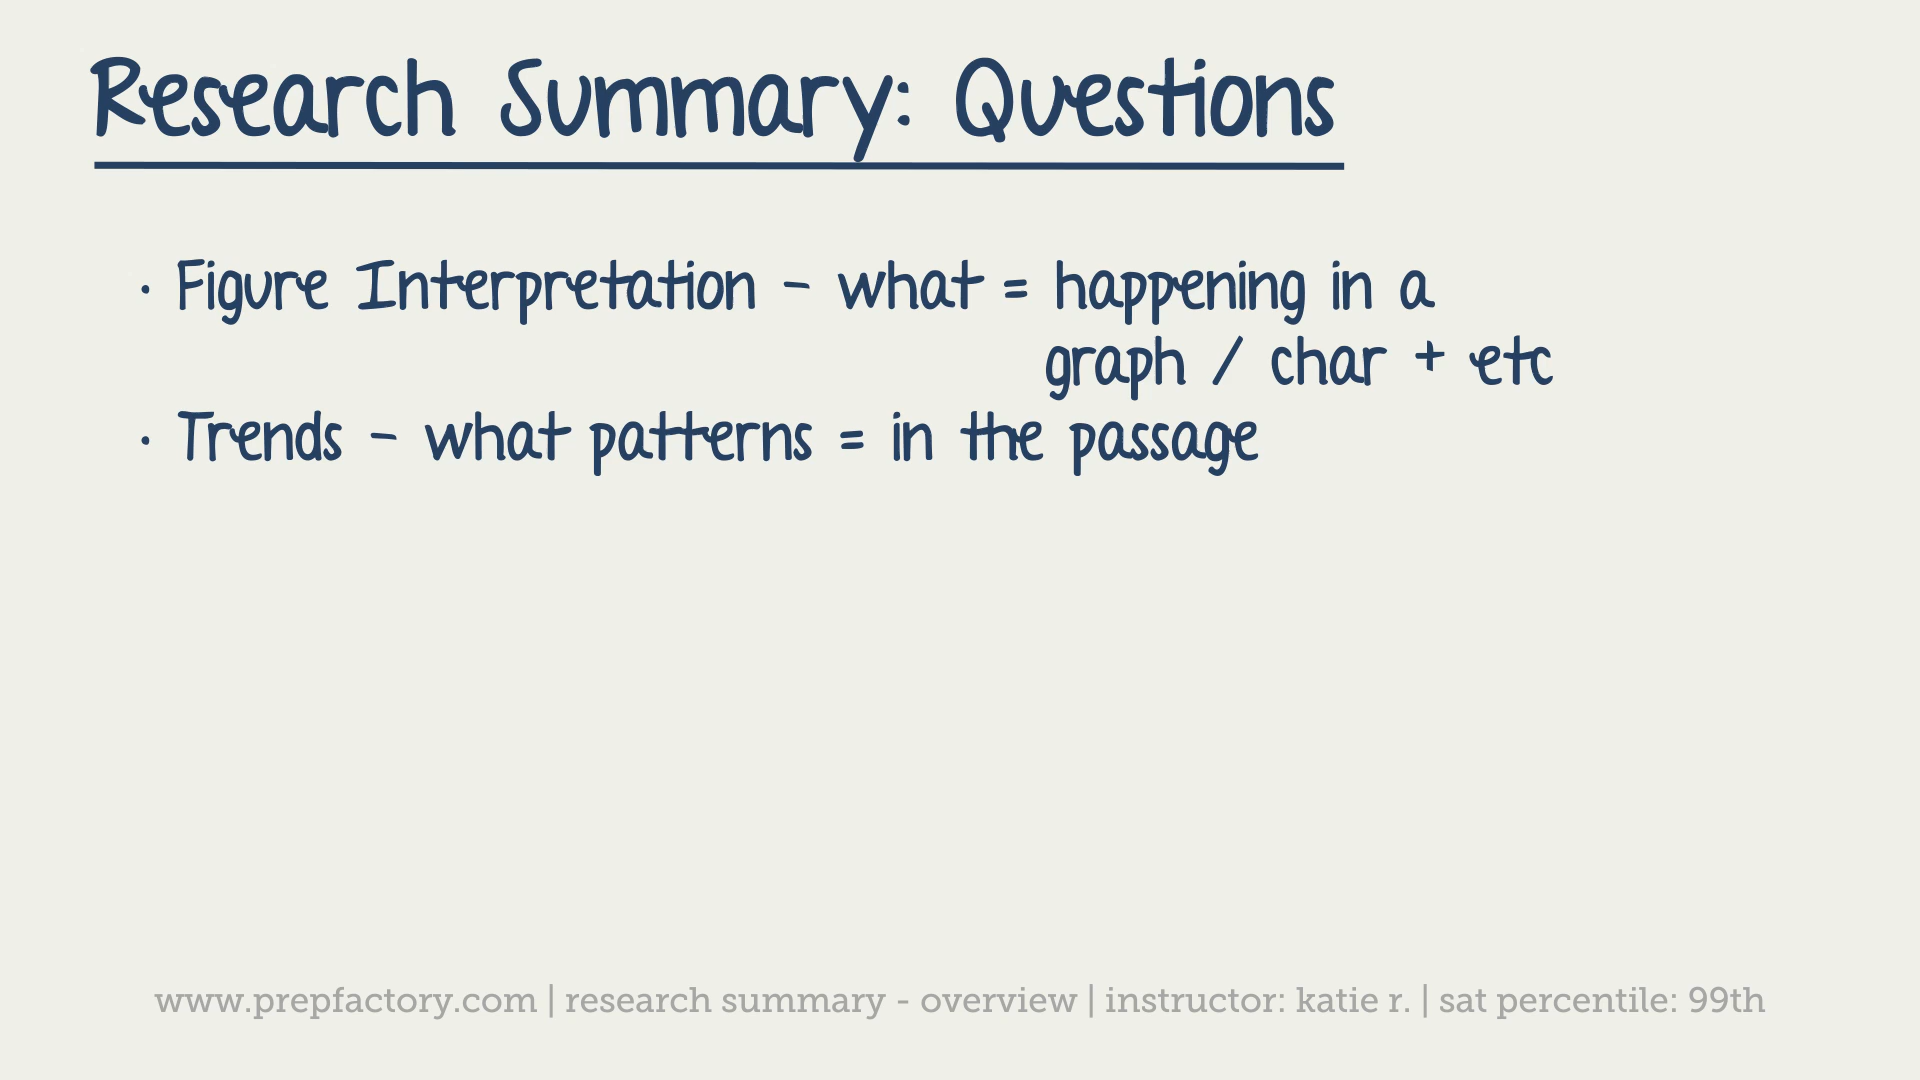 Research Summary: Questions
· Figure Interpretation - what = happening in a
graph / char + etc
· Trends - what patterns = in the passage
www.prepfactory.com | research summary - overview | instructor: katie r. | sat percentile: 99th